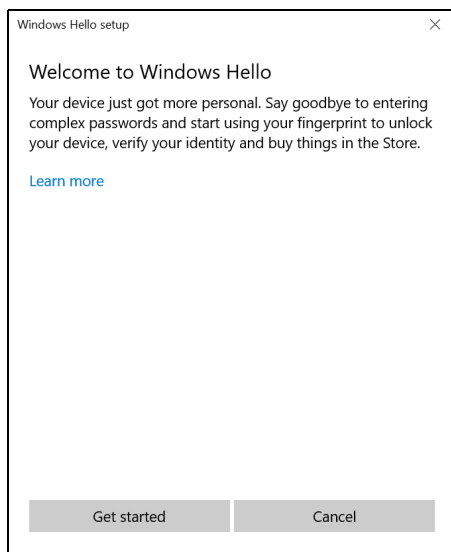 Windows Hello setup
Welcome to Windows Hello
Your device just got more personal. Say goodbye to entering
complex passwords and start using your fingerprint to unlock
your device, verify your identity and buy things in the Store.
Learn more
Get started
Cancel